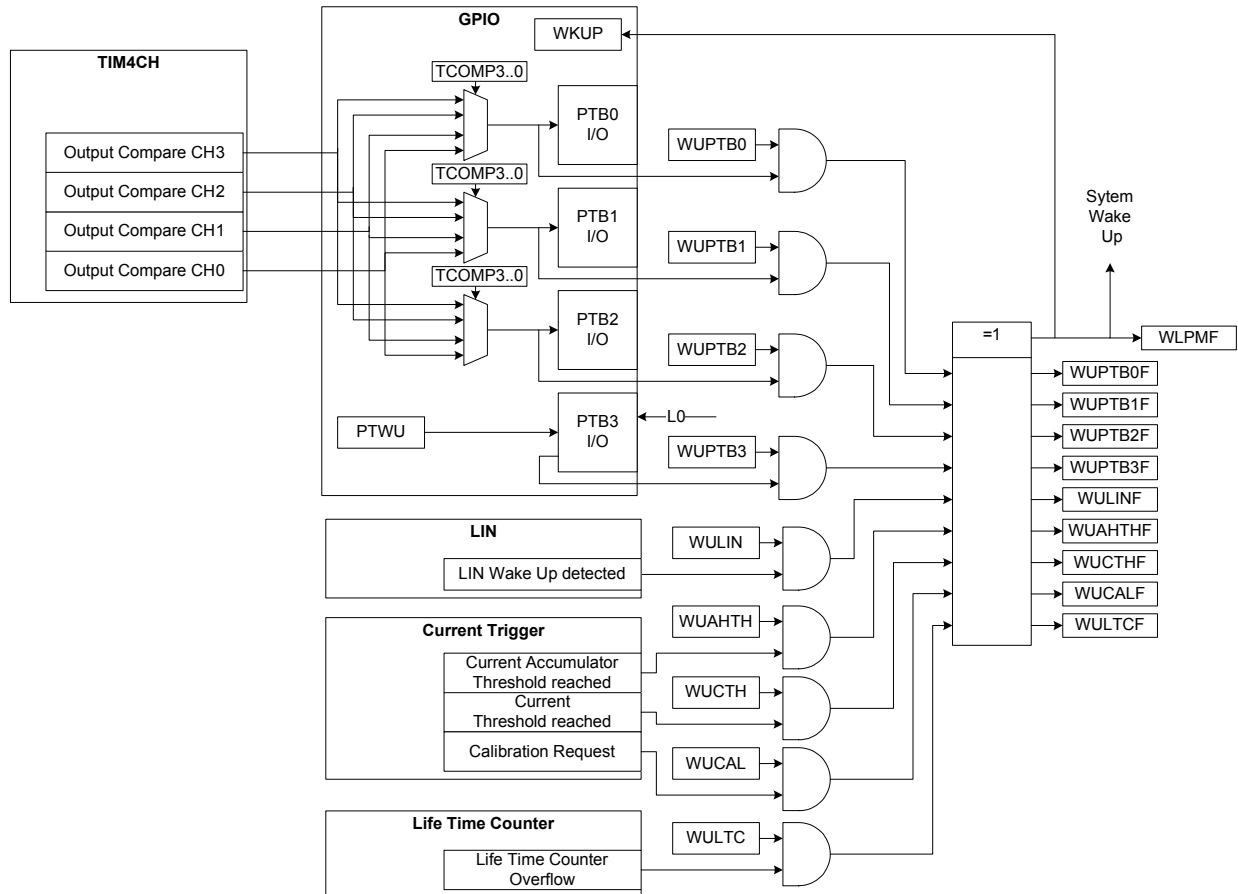 GPIO
WKUP
TIM4CH
TCOMP3..0
Output Compare CH3
Output Compare CH2
Output Compare CH1
Output Compare CH0
PTB0
I/O
WUPTB0
TCOMP3..0
PTB1
I/O
WUPTB1
TCOMP3..0
PTB2
I/O
WUPTB2
PTWU
PTB3
I/O
L0
WUPTB3
Sytem
Wake
Up
=1
WLPMF
WUPTB0F
WUPTB1F
WUPTB2F
WUPTB3F
WULINF
WUAHTHF
WUCTHF
WUCALF
WULTCF
LIN
LIN Wake Up detected
WULIN
Current Trigger
Current Accumulator
Threshold reached
Current
Threshold reached
Calibration Request
WUAHTH
WUCTH
WUCAL
Life Time Counter
Life Time Counter
Overflow
WULTC